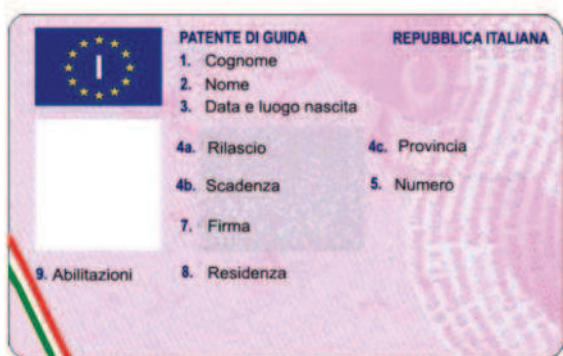 PATENTE DI GUIDA REPUBBLICA ITALIANA
I
1. Cognome
2. Nome
3. Data e luogo nascita
4a. Rilascio 4c. Provincia
4b. Scadenza 5. Numero
7. Firma
9. Abilitazioni 8. Residenza